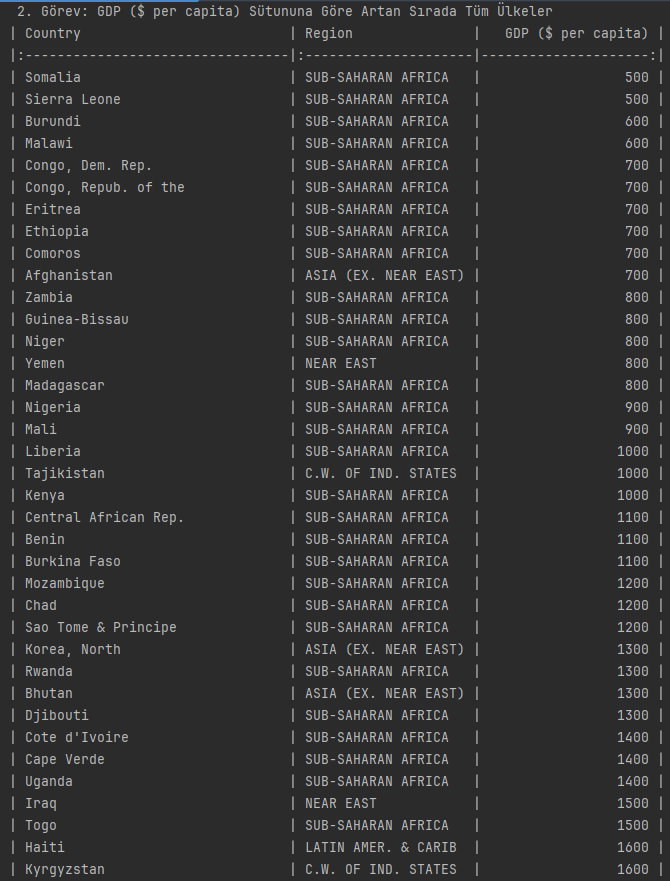 2. Görev: GDP ($ per capita) Sütununa Göre Artan Sırada Tüm Ülkeler
| Country                         | Region              |   GDP ($ per capita) |
|:--------------------------------|:--------------------|---------------------:|
| Somalia                         | SUB-SAHARAN AFRICA   |                  500 |
| Sierra Leone                    | SUB-SAHARAN AFRICA   |                  500 |
| Burundi                         | SUB-SAHARAN AFRICA   |                  600 |
| Malawi                          | SUB-SAHARAN AFRICA   |                  600 |
| Congo, Dem. Rep.                | SUB-SAHARAN AFRICA   |                  700 |
| Congo, Repub. of the            | SUB-SAHARAN AFRICA   |                  700 |
| Eritrea                         | SUB-SAHARAN AFRICA   |                  700 |
| Ethiopia                        | SUB-SAHARAN AFRICA   |                  700 |
| Comoros                         | SUB-SAHARAN AFRICA   |                  700 |
| Afghanistan                     | ASIA (EX. NEAR EAST) |                  700 |
| Zambia                          | SUB-SAHARAN AFRICA   |                  800 |
| Guinea-Bissau                   | SUB-SAHARAN AFRICA   |                  800 |
| Niger                           | SUB-SAHARAN AFRICA   |                  800 |
| Yemen                           | NEAR EAST            |                  800 |
| Madagascar                      | SUB-SAHARAN AFRICA   |                  800 |
| Nigeria                         | SUB-SAHARAN AFRICA   |                  900 |
| Mali                            | SUB-SAHARAN AFRICA   |                  900 |
| Liberia                         | SUB-SAHARAN AFRICA   |                 1000 |
| Tajikistan                      | C.W. OF IND. STATES  |                 1000 |
| Kenya                           | SUB-SAHARAN AFRICA   |                 1000 |
| Central African Rep.            | SUB-SAHARAN AFRICA   |                 1100 |
| Benin                           | SUB-SAHARAN AFRICA   |                 1100 |
| Burkina Faso                    | SUB-SAHARAN AFRICA   |                 1100 |
| Mozambique                      | SUB-SAHARAN AFRICA   |                 1200 |
| Chad                            | SUB-SAHARAN AFRICA   |                 1200 |
| Sao Tome & Principe             | SUB-SAHARAN AFRICA   |                 1200 |
| Korea, North                    | ASIA (EX. NEAR EAST) |                 1300 |
| Rwanda                          | SUB-SAHARAN AFRICA   |                 1300 |
| Bhutan                          | ASIA (EX. NEAR EAST) |                 1300 |
| Djibouti                        | SUB-SAHARAN AFRICA   |                 1300 |
| Cote d'Ivoire                   | SUB-SAHARAN AFRICA   |                 1400 |
| Cape Verde                      | SUB-SAHARAN AFRICA   |                 1400 |
| Uganda                          | SUB-SAHARAN AFRICA   |                 1400 |
| Iraq                            | NEAR EAST            |                 1500 |
| Togo                            | SUB-SAHARAN AFRICA   |                 1500 |
| Haiti                           | LATIN AMER. & CARIB  |                 1600 |
| Kyrgyzstan                      | C.W. OF IND. STATES  |                 1600 |